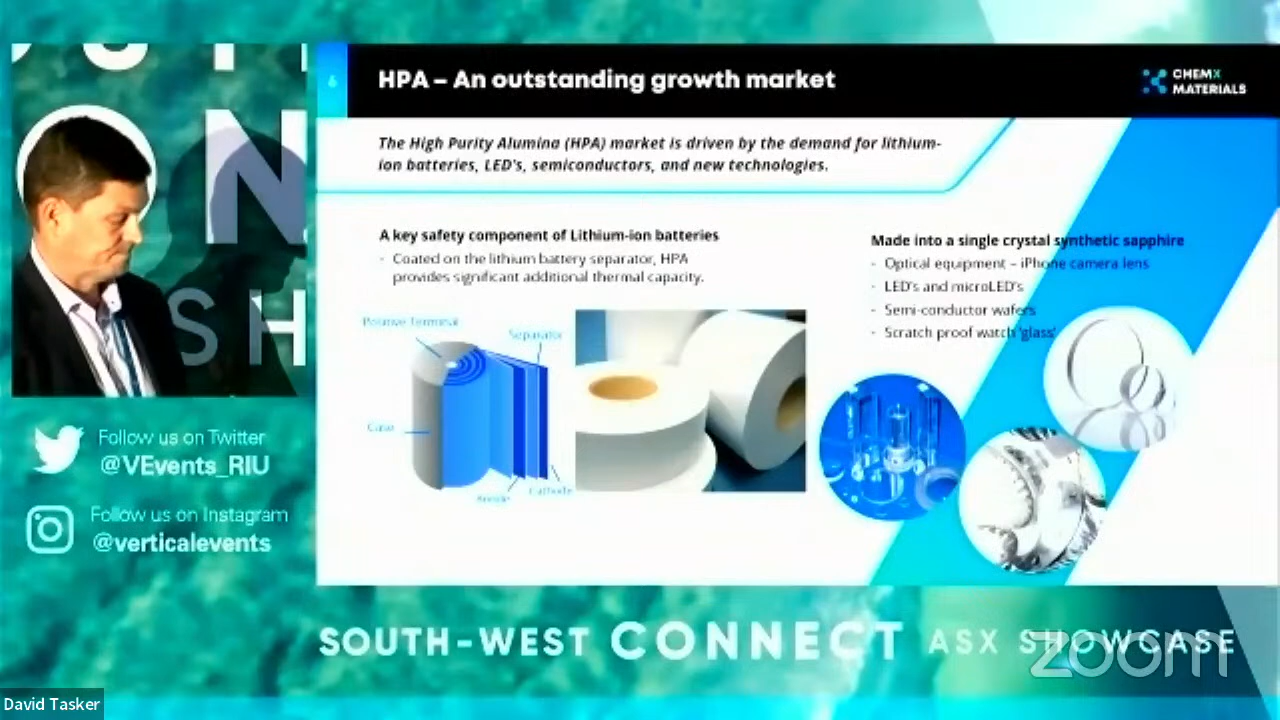 6
HPA – An outstanding growth market
CHEMX
MATERIALS
The High Purity Alumina (HPA) market is driven by the demand for lithium-
ion batteries, LED's, semiconductors, and new technologies.
A key safety component of Lithium-ion batteries
- Coated on the lithium battery separator, HPA
provides significant additional thermal capacity.
Positive Terminal
Separator
Case
Anode
Cathode
Made into a single crystal synthetic sapphire
- Optical equipment – iPhone camera lens
- LED's and microLED's
- Semi-conductor wafers
- Scratch proof watch 'glass'
ON
SH
Follow us on Twitter
@VEvents_RIU
Follow us on Instagram
@verticalevents
SOUTH-WEST CONNECT ASX SHOWCASE
zoom
David Tasker